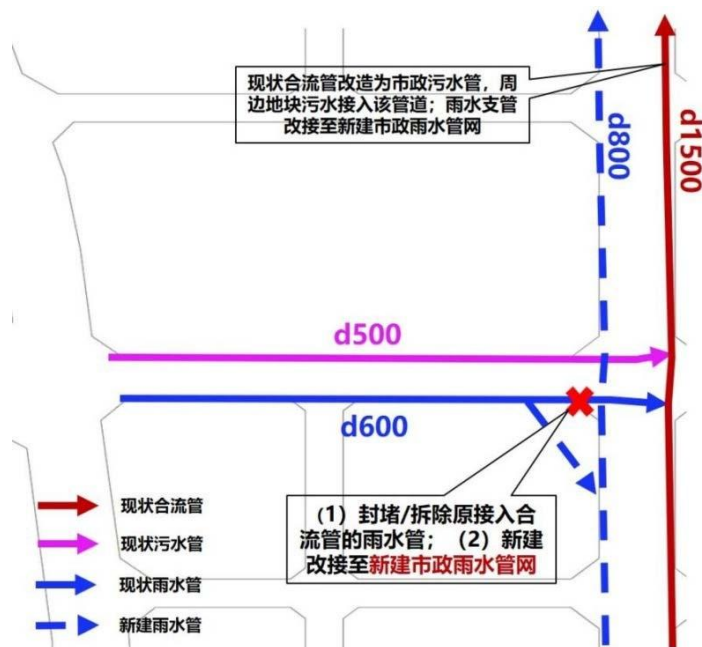 现状合流管改造为市政污水管，周
边地块污水接入该管道；雨水支管
改接至新建市政雨水管网
d800
d1500
d500
d600
（1）封堵/拆除原接入合
流管的雨水管；（2）新建
改接至新建市政雨水管网
现状合流管
现状污水管
现状雨水管
新建雨水管